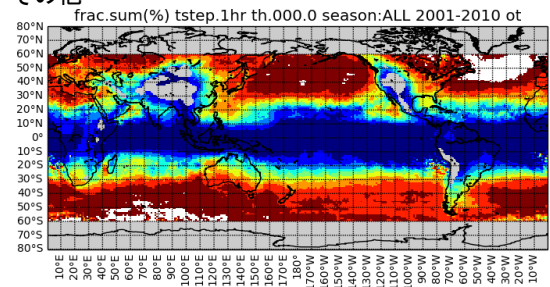 その他
frac.sum(%) tstep.1hr th.000.0 season:ALL 2001-2010 ot
80°N
70°N
60°N
50°N
40°N
30°N
20°N
10°N
0°
10°S
20°S
30°S
40°S
50°S
60°S
70°S
80°S
10°E
20°E
30°E
40°E
50°E
60°E
70°E
80°E
90°E
100°E
110°E
120°E
130°E
140°E
150°E
160°E
170°E
180°
170°W
160°W
150°W
140°W
130°W
120°W
110°W
100°W
90°W
80°W
70°W
60°W
50°W
40°W
30°W
20°W
10°W